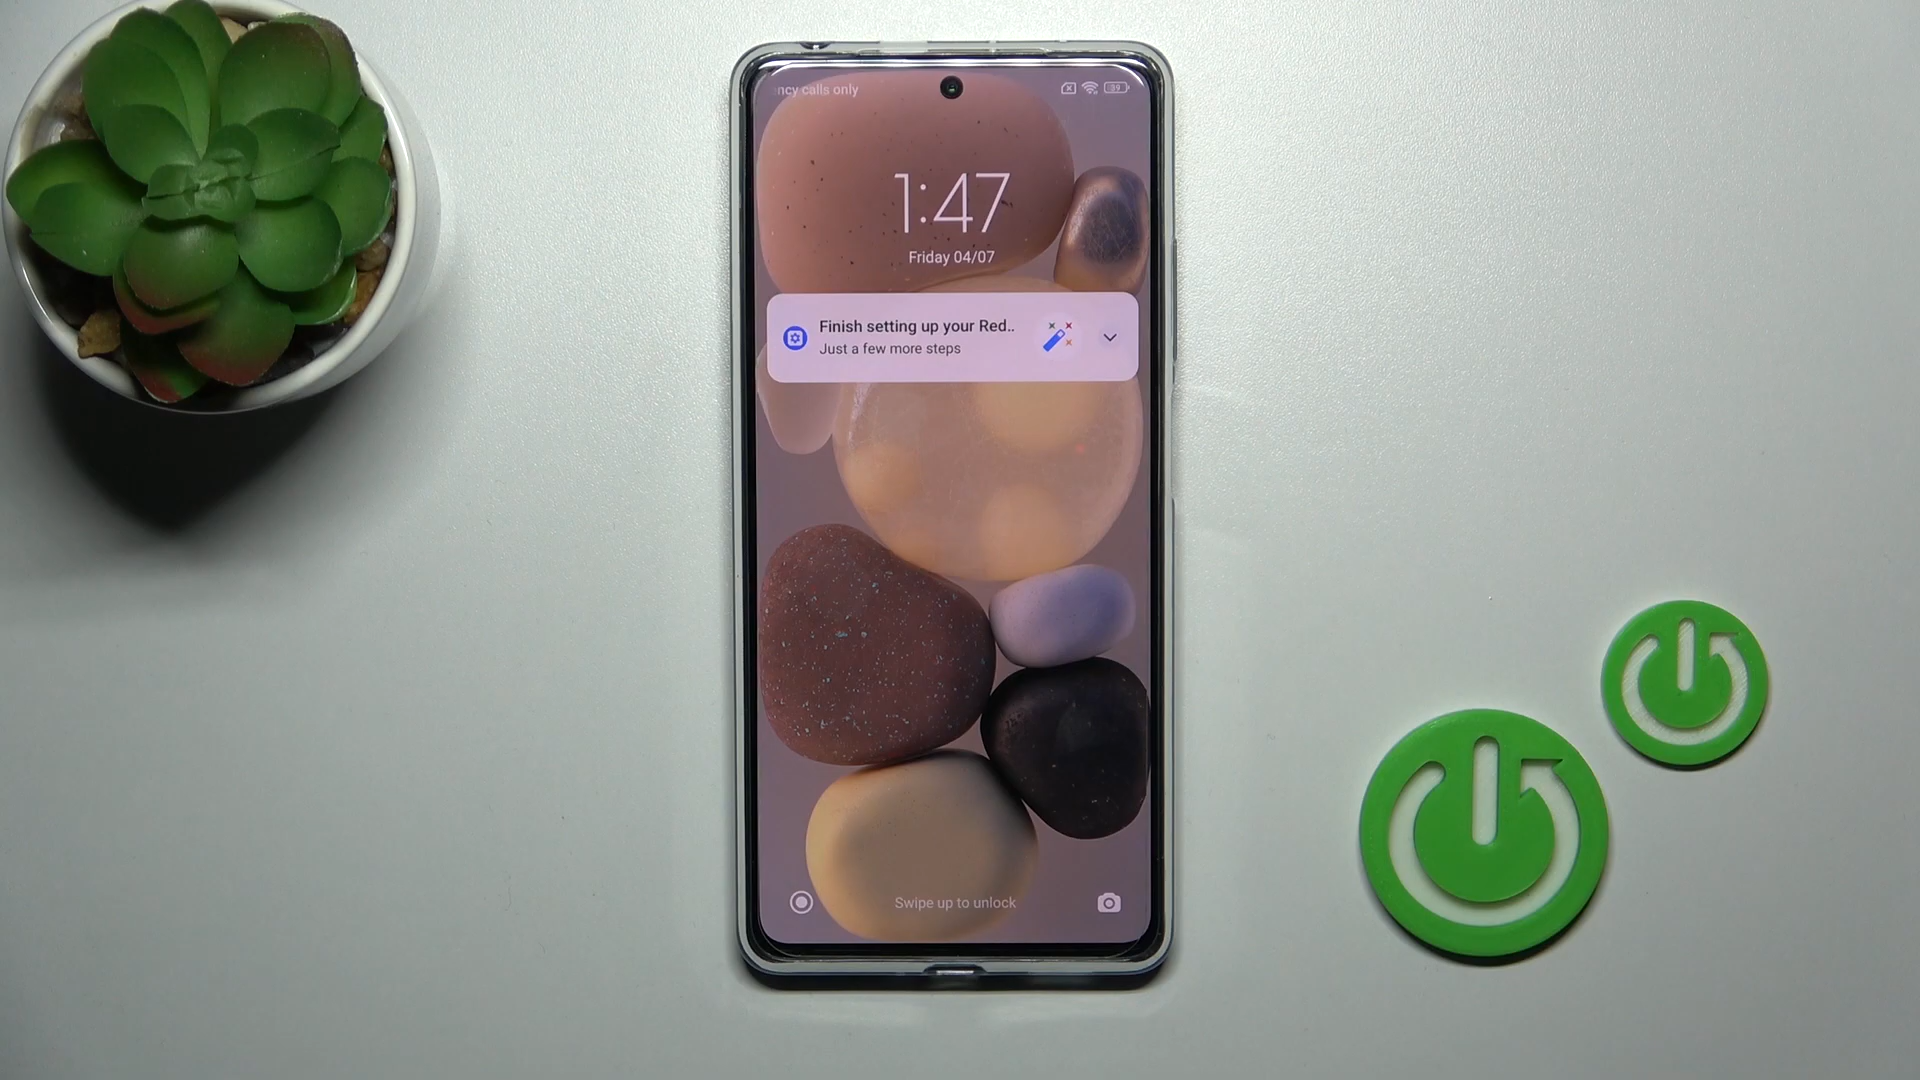 ncy calls only
39
1:47
Friday 04/07
Finish setting up your Red..
Just a few more steps
Swipe up to unlock